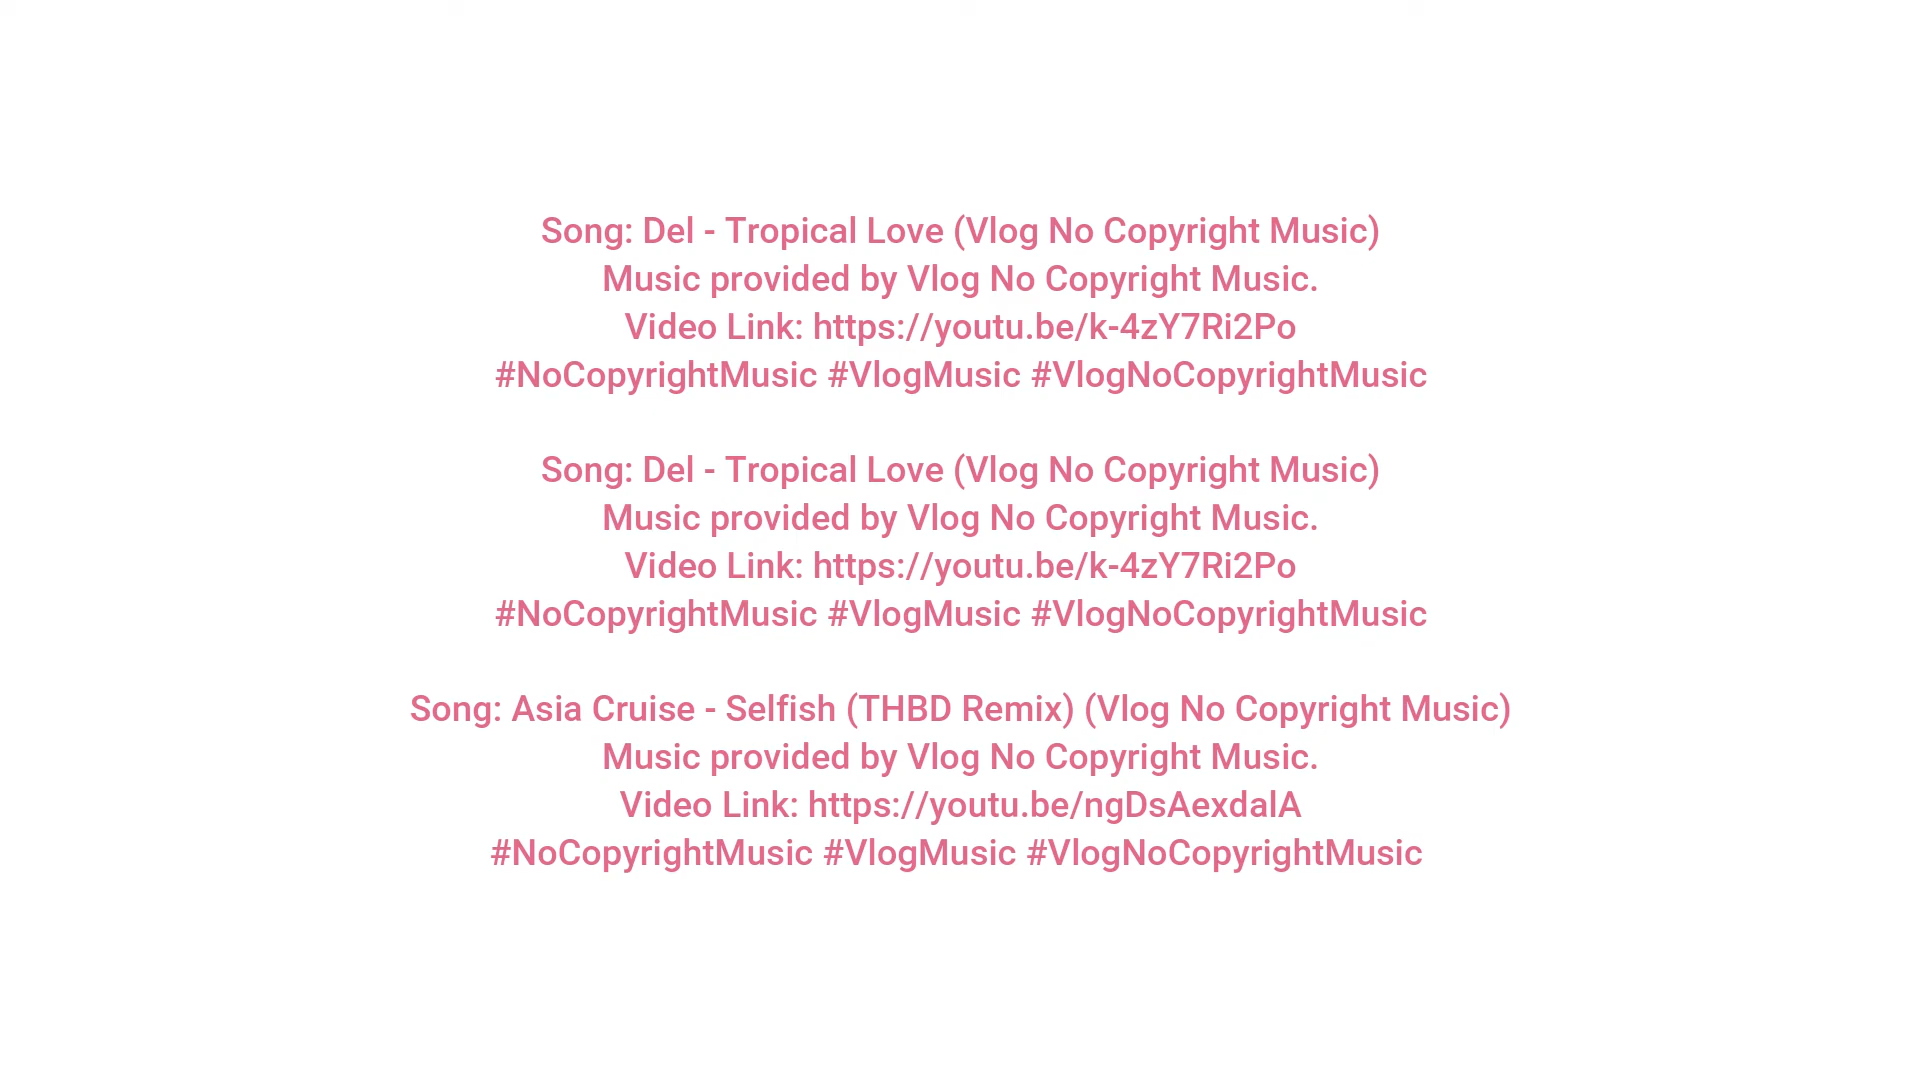 Song: Del - Tropical Love (Vlog No Copyright Music)
Music provided by Vlog No Copyright Music.
Video Link: https://youtu.be/k-4zY7Ri2Po
#NoCopyrightMusic #VlogMusic #VlogNoCopyrightMusic
Song: Del - Tropical Love (Vlog No Copyright Music)
Music provided by Vlog No Copyright Music.
Video Link: https://youtu.be/k-4zY7Ri2Po
#NoCopyrightMusic #VlogMusic #VlogNoCopyrightMusic
Song: Asia Cruise - Selfish (THBD Remix) (Vlog No Copyright Music)
Music provided by Vlog No Copyright Music.
Video Link: https://youtu.be/ngDsAexdalA
#NoCopyrightMusic #VlogMusic #VlogNoCopyrightMusic